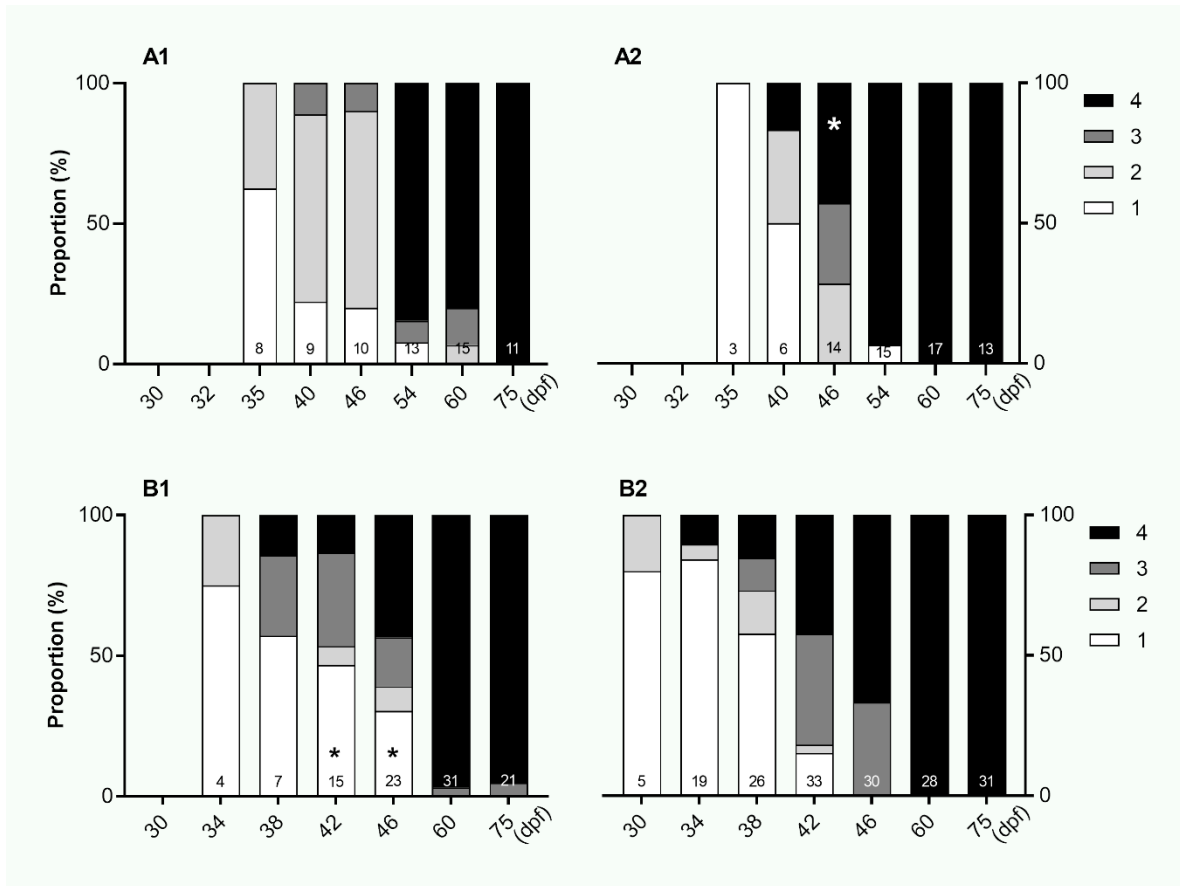 A1 A2
100 100 4
* 3
2
50 50 1
Proportion (%)
8 9 10 13 15 11 3 6 14 15 17 13
0 0
30 32 35 40 46 54 60 75 (dpf) 30 32 35 40 46 54 60 75 (dpf)
B1 B2
100 100 4
3
2
50 50 1
Proportion (%)
* *
4 7 15 23 31 21 5 19 26 33 30 28 31
0 0
30 34 38 42 46 60 75 (dpf) 30 34 38 42 46 60 75 (dpf)